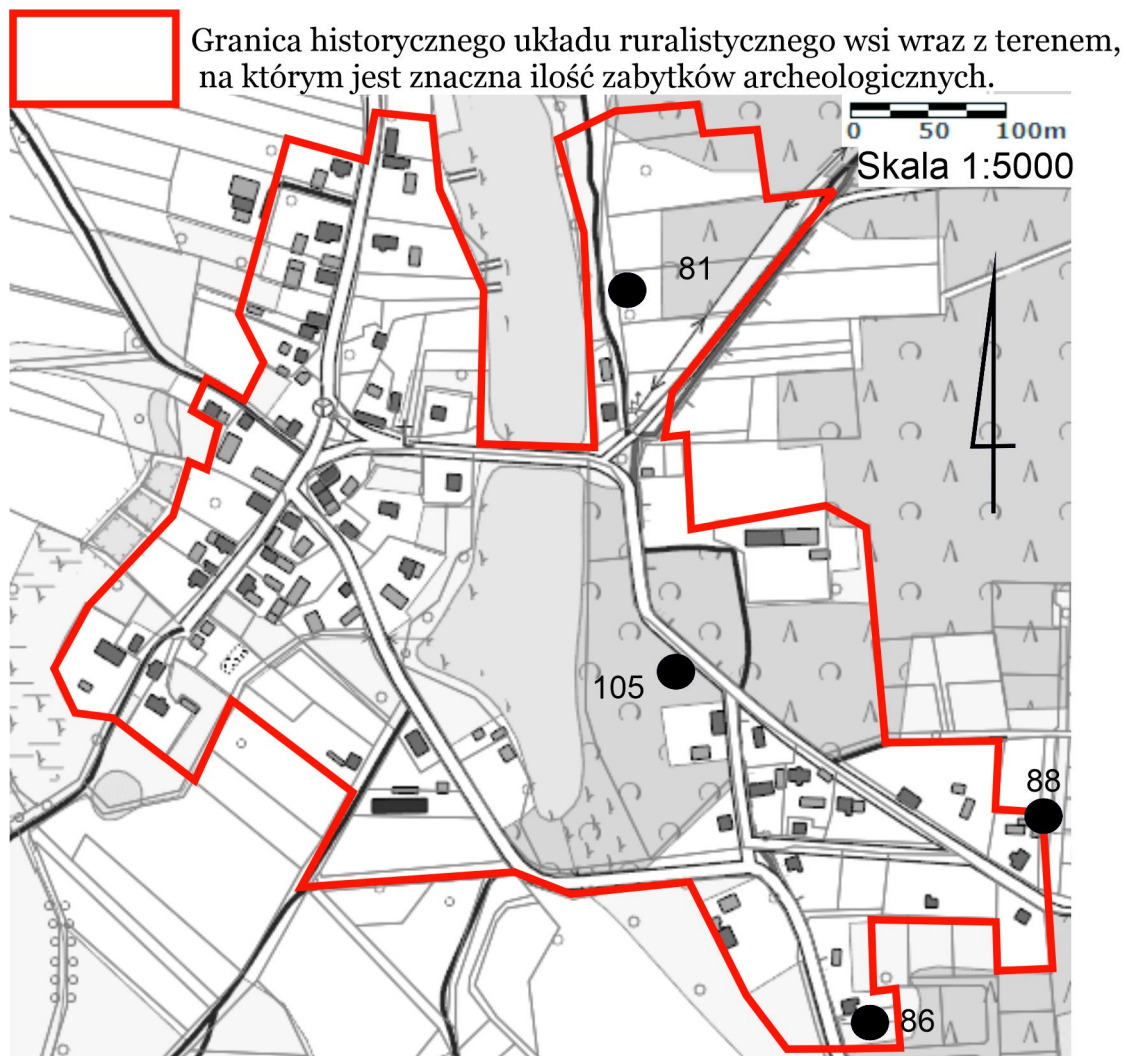 Granica historycznego układu ruralistycznego wsi wraz z terenem,
na którym jest znaczna ilość zabytków archeologicznych.
0 50 100m
Skala 1:5000
81
105
88
86